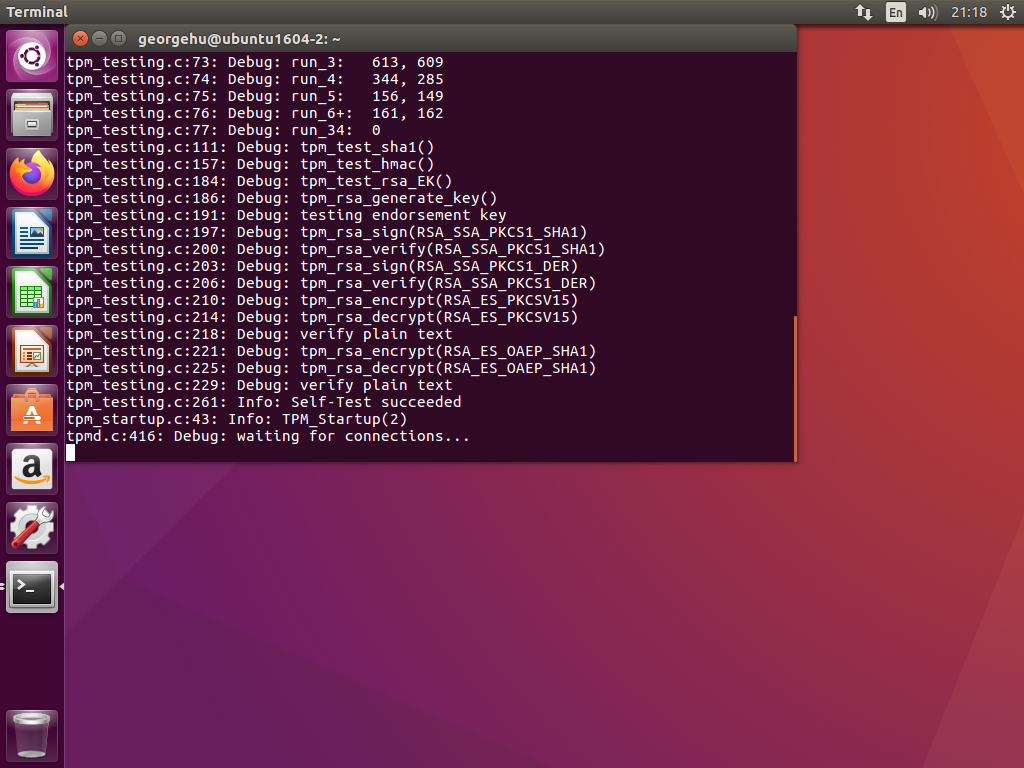 Terminal
En
21:18
georgehu@ubuntu1604-2: ~
tpm_testing.c:73: Debug: run_3:   613, 609
tpm_testing.c:74: Debug: run_4:   344, 285
tpm_testing.c:75: Debug: run_5:   156, 149
tpm_testing.c:76: Debug: run_6+:  161, 162
tpm_testing.c:77: Debug: run_34:  0
tpm_testing.c:111: Debug: tpm_test_sha1()
tpm_testing.c:157: Debug: tpm_test_hmac()
tpm_testing.c:184: Debug: tpm_test_rsa_EK()
tpm_testing.c:186: Debug: tpm_rsa_generate_key()
tpm_testing.c:191: Debug: testing endorsement key
tpm_testing.c:197: Debug: tpm_rsa_sign(RSA_SSA_PKCS1_SHA1)
tpm_testing.c:200: Debug: tpm_rsa_verify(RSA_SSA_PKCS1_SHA1)
tpm_testing.c:203: Debug: tpm_rsa_sign(RSA_SSA_PKCS1_DER)
tpm_testing.c:206: Debug: tpm_rsa_verify(RSA_SSA_PKCS1_DER)
tpm_testing.c:210: Debug: tpm_rsa_encrypt(RSA_ES_PKCSV15)
tpm_testing.c:214: Debug: tpm_rsa_decrypt(RSA_ES_PKCSV15)
tpm_testing.c:218: Debug: verify plain text
tpm_testing.c:221: Debug: tpm_rsa_encrypt(RSA_ES_OAEP_SHA1)
tpm_testing.c:225: Debug: tpm_rsa_decrypt(RSA_ES_OAEP_SHA1)
tpm_testing.c:229: Debug: verify plain text
tpm_testing.c:261: Info: Self-Test succeeded
tpm_startup.c:43: Info: TPM_Startup(2)
tpmd.c:416: Debug: waiting for connections...